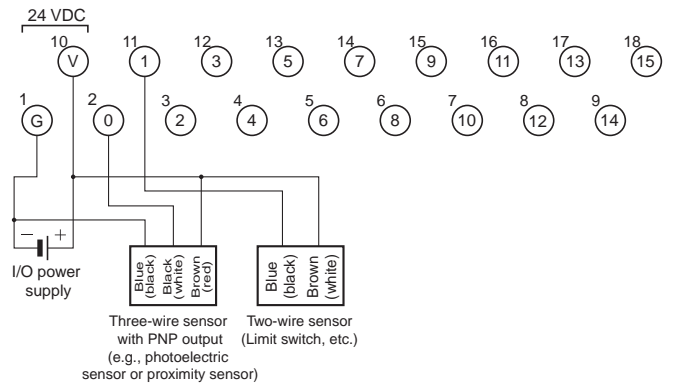 24 VDC
10 11 12 13 14 15 16 17 18
V 1 3 5 7 9 11 13 15
1 2 3 4 5 6 7 8 9
G 0 2 4 6 8 10 12 14
− +
I/O power
supply
Blue
(black)
Black
(white)
Brown
(red)
Blue
(black)
Brown
(white)
Three-wire sensor
with PNP output
(e.g., photoelectric
sensor or proximity sensor)
Two-wire sensor
(Limit switch, etc.)